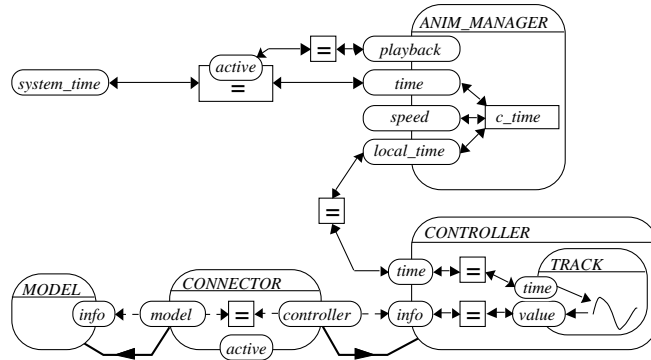 ANIM_MANAGER
active = playback
system_time = time
speed c_time
local_time
=
CONTROLLER
TRACK
time = time
MODEL CONNECTOR
info model = controller info = value
active